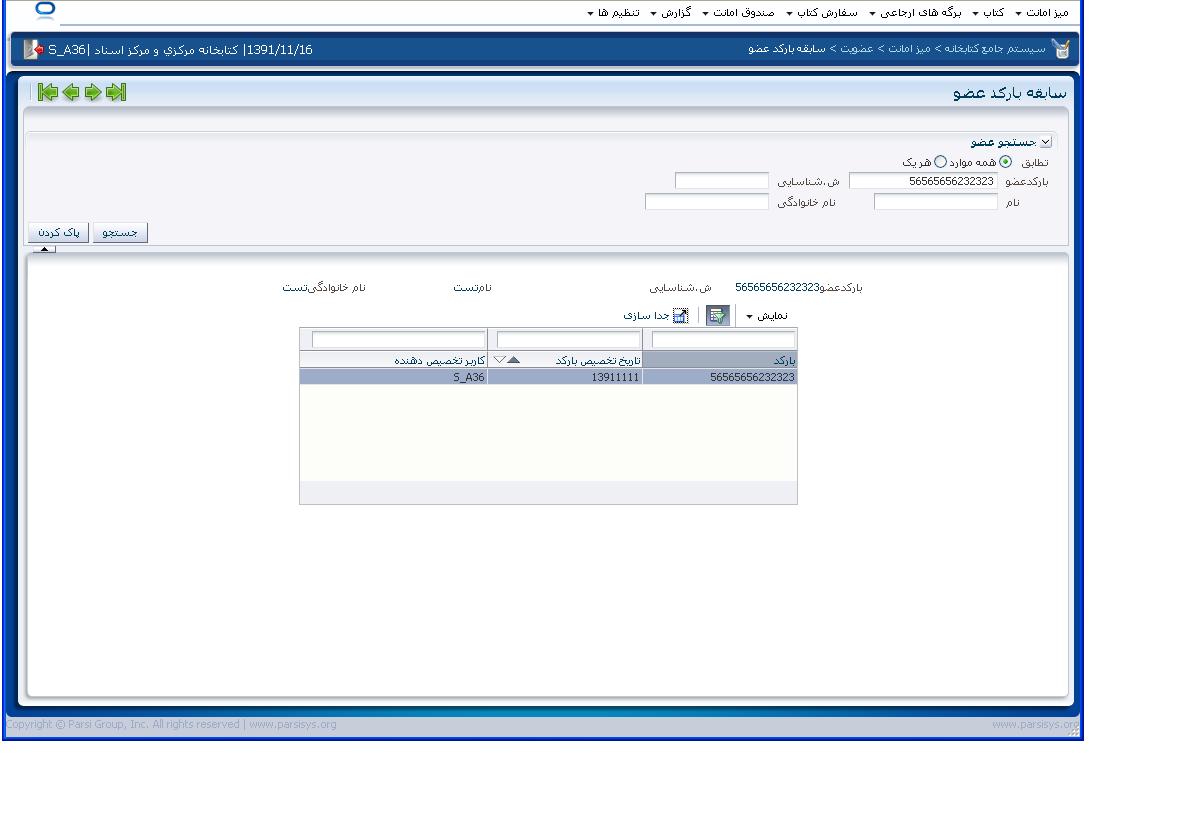 میز امانت کتاب برگه های ارجاعی سفارش کتاب صندوق امانت گزارش تنظیم ها
سیستم جامع کتابخانه > میز امانت > عضویت > سابقه بارکد عضو
1391/11/16| کتابخانه مرکزي و مرکز اسناد |S_A36
سابقه بارکد عضو
جستجو عضو
تطابق همه موارد هر یک
بارکدعضو 56565656232323 ش.شناسایی
نام نام خانوادگی
جستجو پاک کردن
بارکدعضو56565656232323 ش.شناسایی نام‌تست نام خانوادگی‌تست
نمایش جدا سازی
بارکد تاریخ تخصیص بارکد کاربر تخصیص دهنده
56565656232323 13911111 S_A36
Copyright © Parsi Group, Inc. All rights reserved | www.parsisys.org www.parsisys.org